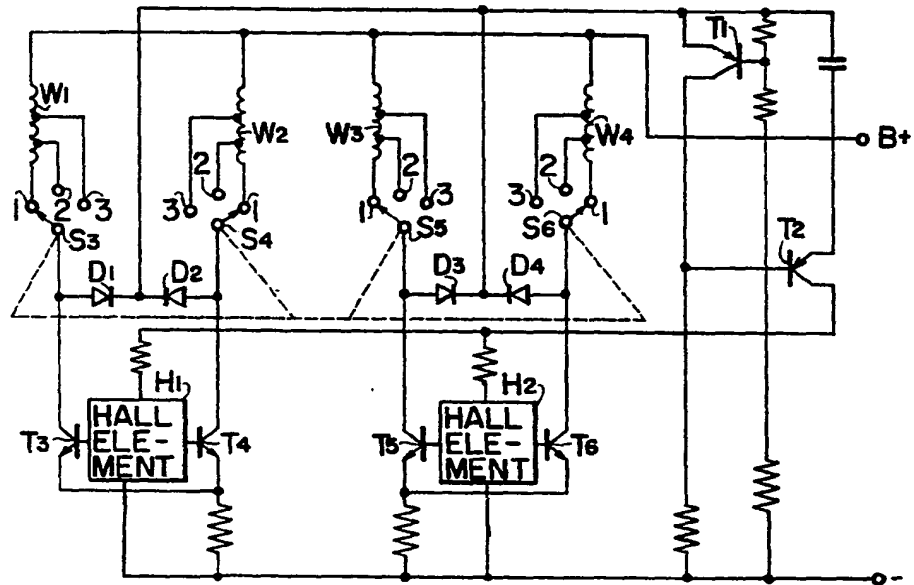 T1
W1
W2
W3
W4
B+
2
2
3
3
1
2
3
1
1
2
3
1
S3
S4
S5
S6
T2
D1
D2
D3
D4
H1
H2
T3
HALL
ELE-
MENT
T4
T5
HALL
ELE-
MENT
T6
-